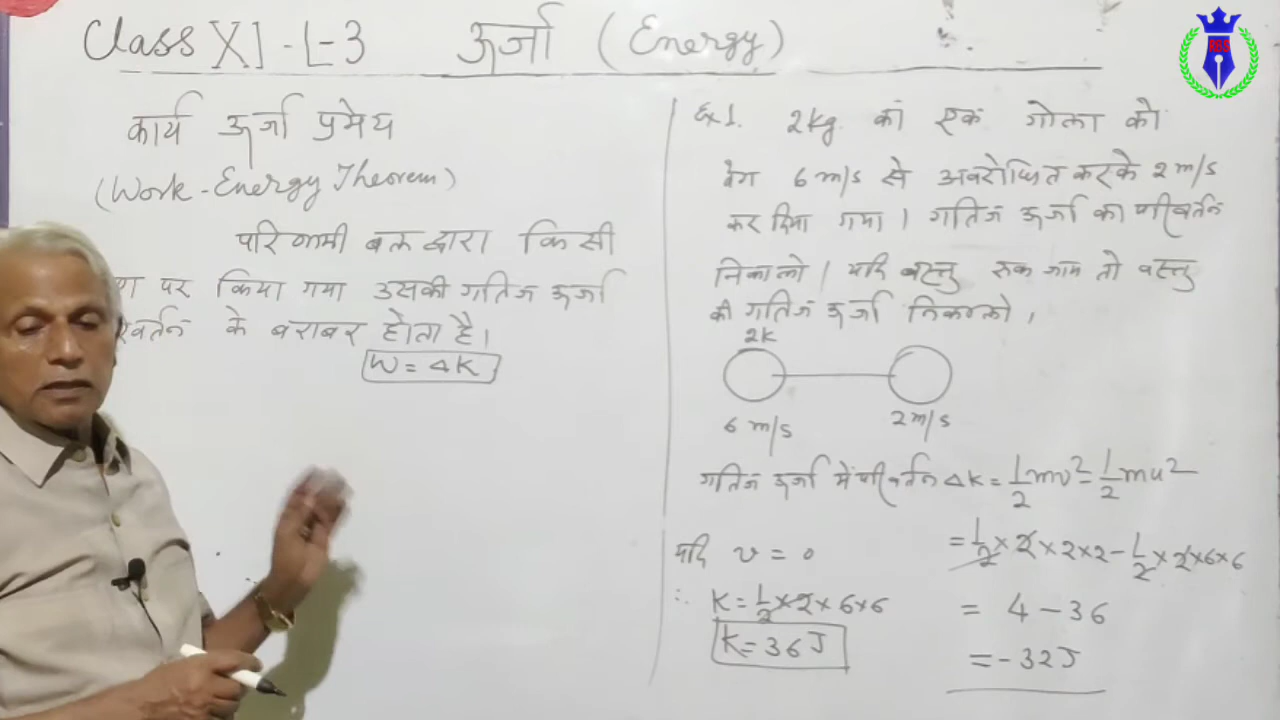 Class XI - L-3 ऊर्जा (Energy)
RBS
कार्य ऊर्जा प्रमेय
(Work-Energy Theorem)
परिणामी बल द्वारा किसी
पर किया गया उसकी गतिज ऊर्जा
के बराबर होता है।
W = ΔK
Ex 1. 2kg. का एक गोला को
वेग 6 m/s से अवरोधित करके 2 m/s
कर दिया गया। गतिज ऊर्जा का परिवर्तन
निकालो। यदि वस्तु रुक जाय तो वस्तु
की गतिज ऊर्जा निकालो।
2K
6 m/s 2 m/s
गतिज ऊर्जा में परिवर्तन ΔK = 1/2 mv² - 1/2 mu²
= 1/2 × 2 × 2 × 2 - 1/2 × 2 × 6 × 6
= 4 - 36
= - 32 J
यदि v = 0
∴ K = 1/2 × 2 × 6 × 6
K = 36 J